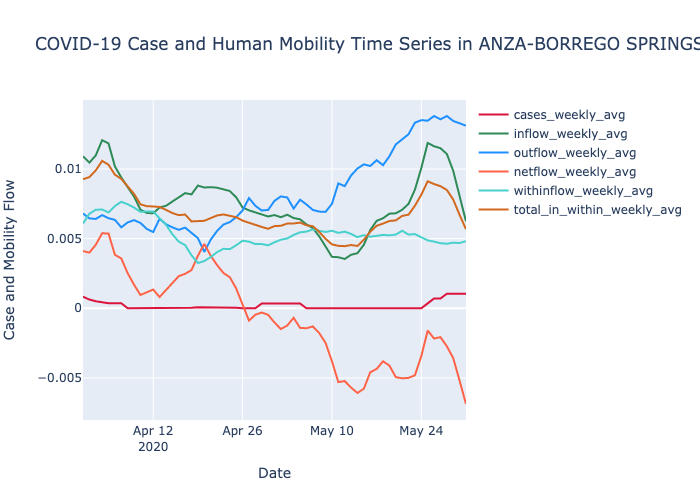 COVID-19 Case and Human Mobility Time Series in ANZA-BORREGO SPRINGS
cases_weekly_avg
inflow_weekly_avg
outflow_weekly_avg
netflow_weekly_avg
withinflow_weekly_avg
total_in_within_weekly_avg
Case and Mobility Flow
0.01
0.005
0
−0.005
Apr 12
2020
Apr 26
May 10
May 24
Date